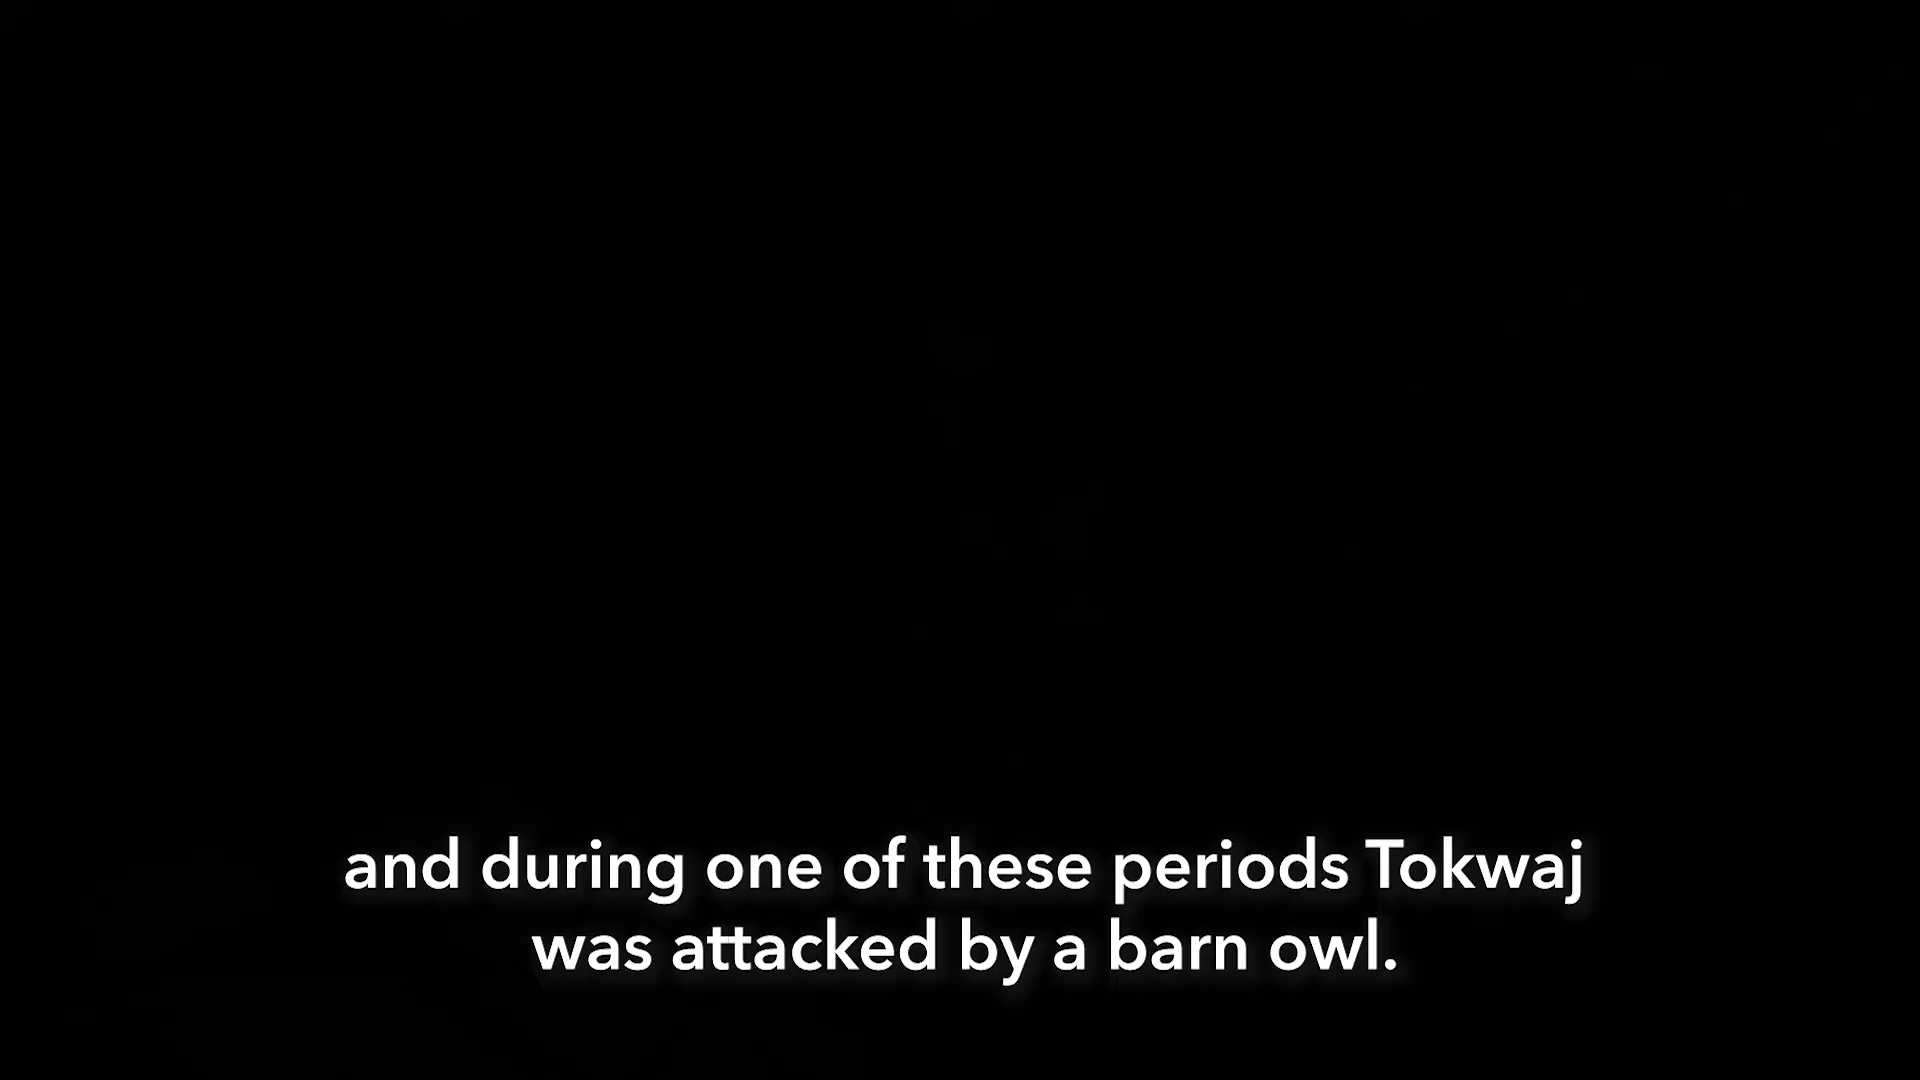 and during one of these periods Tokwaj
was attacked by a barn owl.